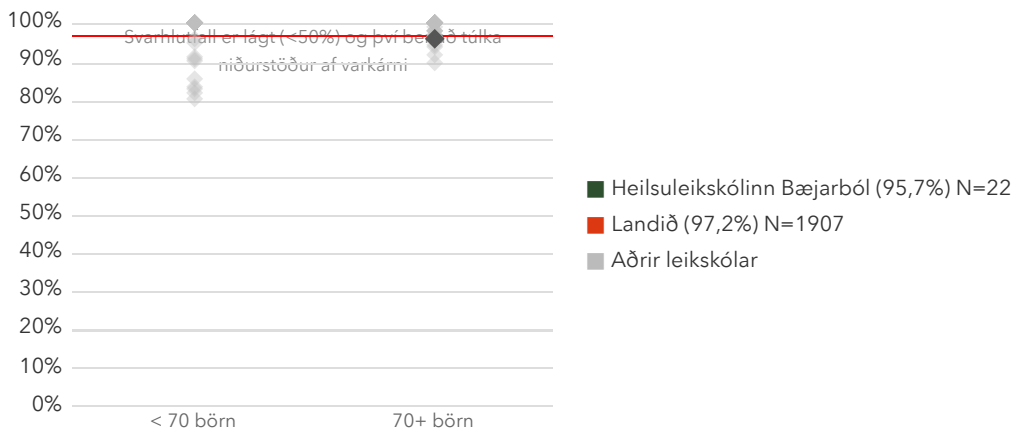 100%
Svarhlutfall er lágt (<50%) og því ber að túlka
niðurstöður af varkárni
90%
80%
70%
60%
50%
40%
30%
20%
10%
0%
< 70 börn
70+ börn
Heilsuleikskólinn Bæjarból (95,7%) N=22
Landið (97,2%) N=1907
Aðrir leikskólar